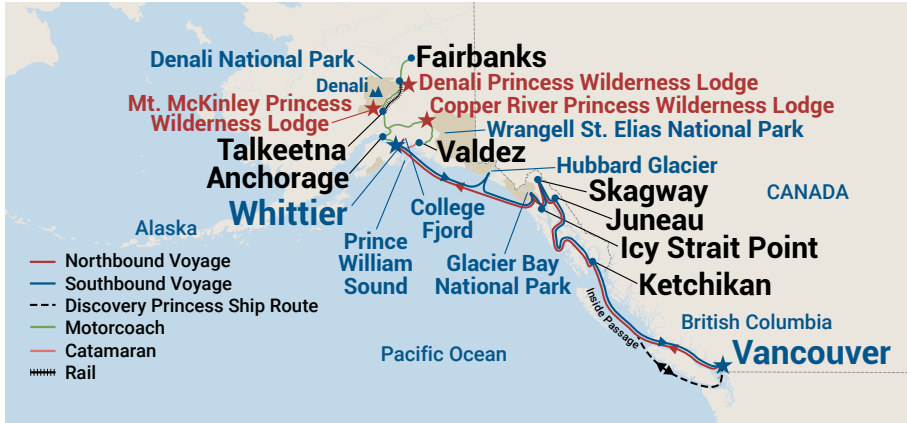 Fairbanks
Denali National Park
Denali
Denali Princess Wilderness Lodge
Mt. McKinley Princess
Wilderness Lodge
Copper River Princess Wilderness Lodge
Wrangell St. Elias National Park
Talkeetna
Valdez
Anchorage
Hubbard Glacier
Whittier
College
Fjord
Skagway
CANADA
Juneau
Alaska
Prince
William
Sound
Icy Strait Point
Glacier Bay
National Park
Ketchikan
Northbound Voyage
Southbound Voyage
Discovery Princess Ship Route
Motorcoach
Catamaran
Rail
Inside Passage
British Columbia
Pacific Ocean
Vancouver